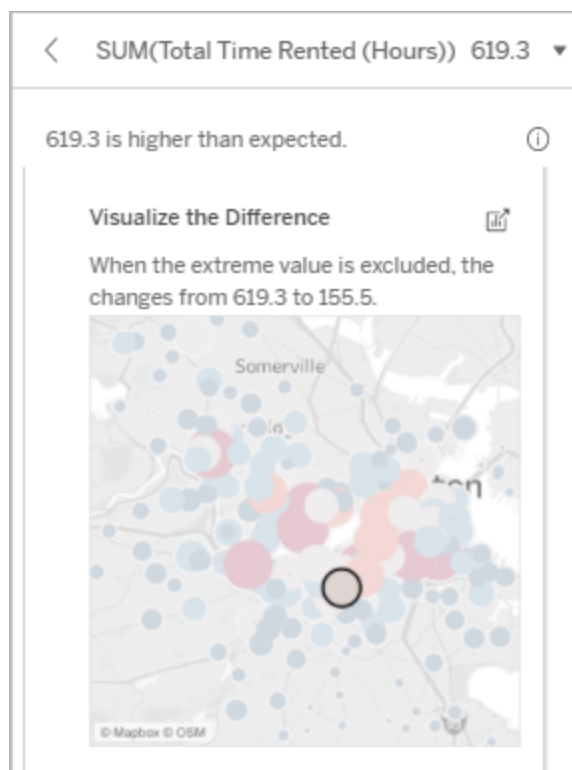 SUM(Total Time Rented (Hours)) 619.3
619.3 is higher than expected.
Visualize the Difference
When the extreme value is excluded, the
changes from 619.3 to 155.5.
Somerville
ton
© Mapbox © OSM